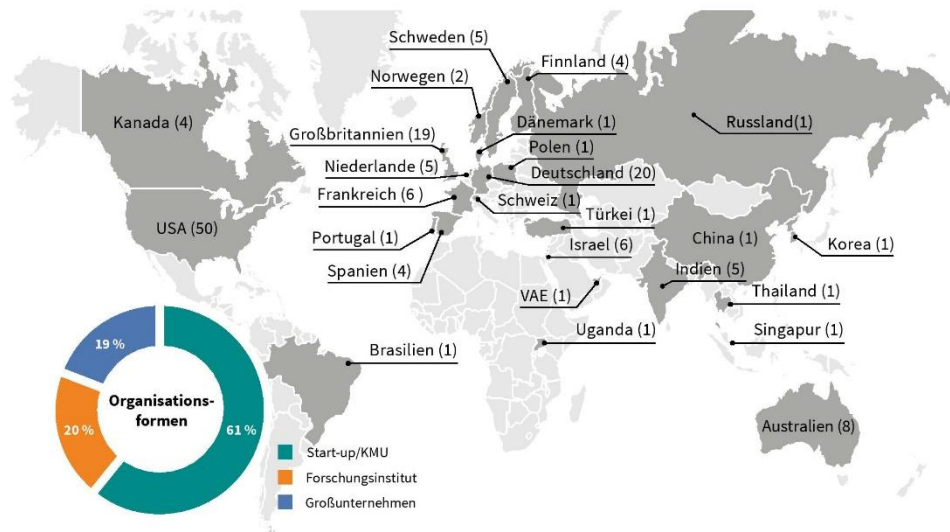 Schweden (5)
Finnland (4)
Norwegen (2)
Kanada (4)
Dänemark (1)
Russland(1)
Großbritannien (19)
Polen (1)
Niederlande (5)
Deutschland (20)
Frankreich (6)
Schweiz (1)
Türkei (1)
USA (50)
Portugal (1)
Israel (6)
China (1)
Korea (1)
Spanien (4)
Indien (5)
VAE (1)
Thailand (1)
Uganda (1)
Singapur (1)
Brasilien (1)
Australien (8)
19 %
Organisations-
formen
20 %
61 %
Start-up/KMU
Forschungsinstitut
Großunternehmen